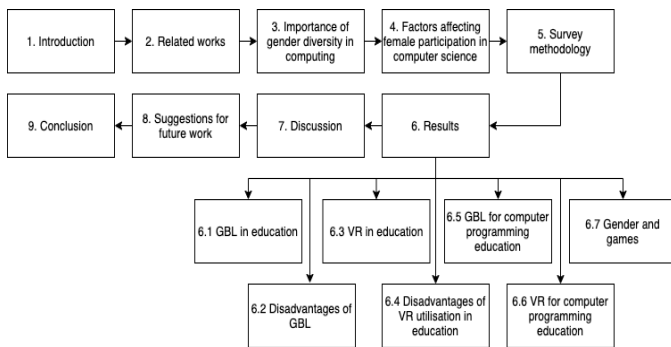 1. Introduction
2. Related works
3. Importance of
gender diversity in
computing
4. Factors affecting
female participation in
computer science
5. Survey
methodology
9. Conclusion
8. Suggestions for
future work
7. Discussion
6. Results
6.1 GBL in education
6.3 VR in education
6.5 GBL for computer
programming
education
6.7 Gender and
games
6.2 Disadvantages of
GBL
6.4 Disadvantages of
VR utilisation in
education
6.6 VR for computer
programming
education